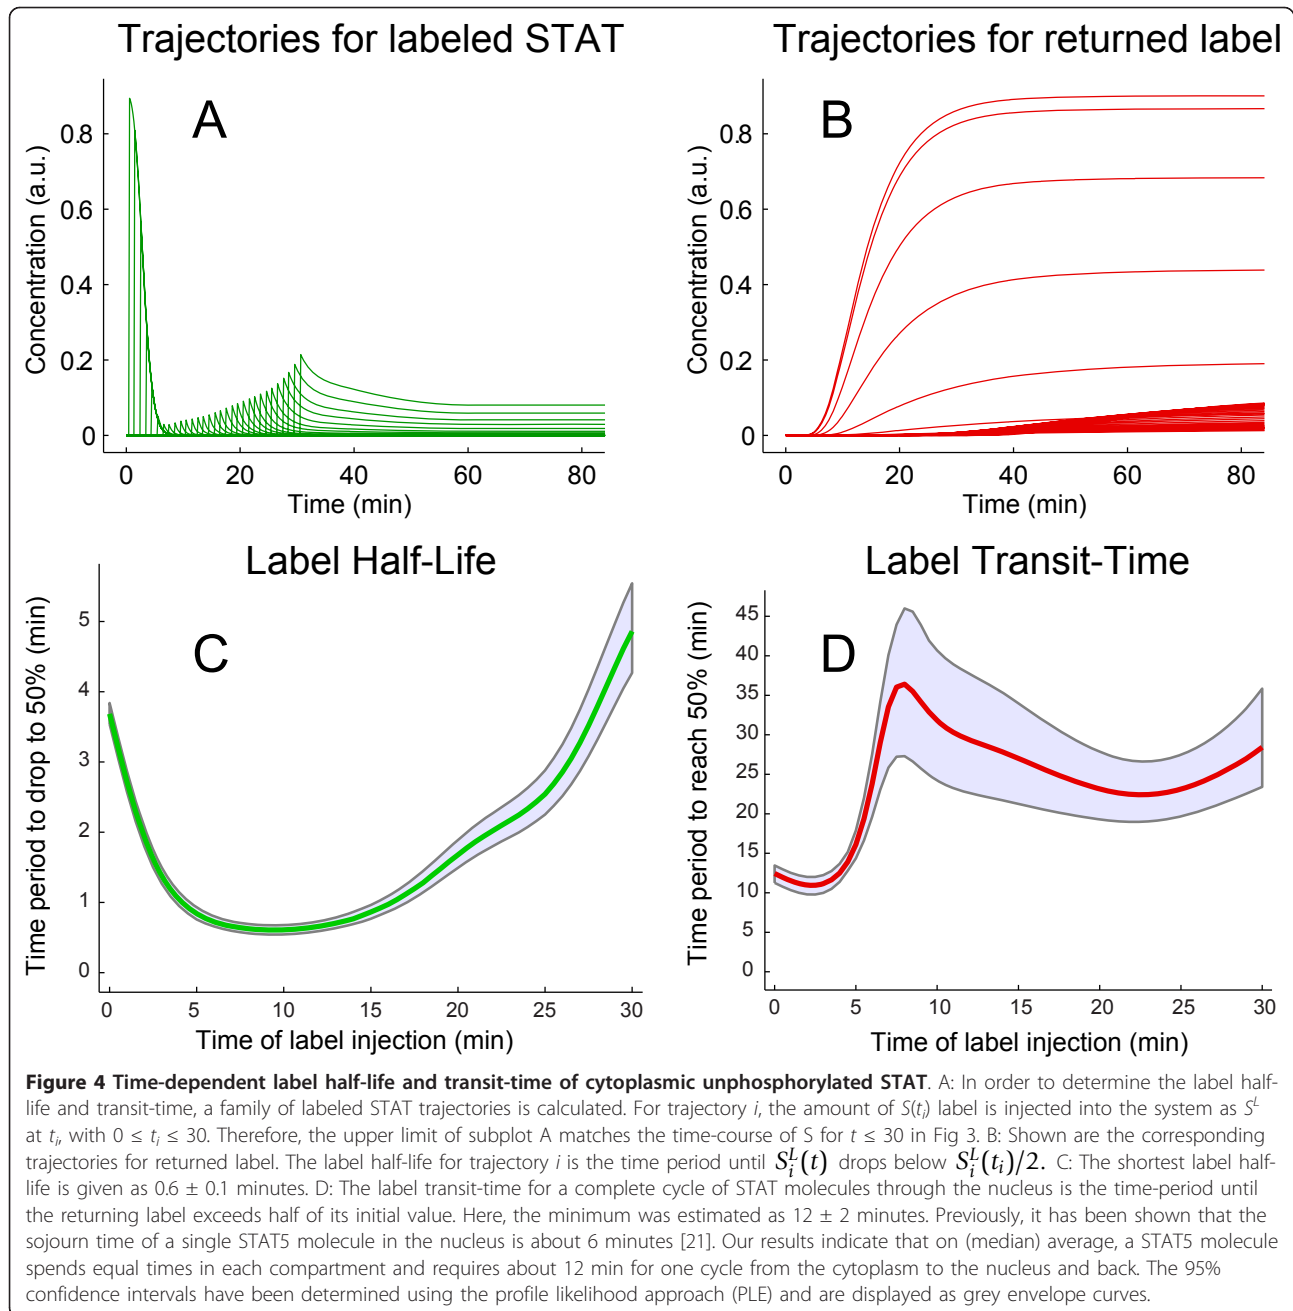 Trajectories for labeled STAT
A
Concentration (a.u.)
0.8
0.6
0.4
0.2
0
0 20 40 60 80
Time (min)
Trajectories for returned label
B
Concentration (a.u.)
0.8
0.6
0.4
0.2
0
0 20 40 60 80
Time (min)
Label Half-Life
C
Time period to drop to 50% (min)
5
4
3
2
1
0
0 5 10 15 20 25 30
Time of label injection (min)
Label Transit-Time
D
Time period to reach 50% (min)
45
40
35
30
25
20
15
10
5
0
0 5 10 15 20 25 30
Time of label injection (min)
Figure 4 Time-dependent label half-life and transit-time of cytoplasmic unphosphorylated STAT. A: In order to determine the label half-
life and transit-time, a family of labeled STAT trajectories is calculated. For trajectory i, the amount of S(tᵢ) label is injected into the system as Sᴸ
at tᵢ, with 0 ≤ tᵢ ≤ 30. Therefore, the upper limit of subplot A matches the time-course of S for t ≤ 30 in Fig 3. B: Shown are the corresponding
trajectories for returned label. The label half-life for trajectory i is the time period until Sᵢᴸ(t) drops below Sᵢᴸ(tᵢ)/2. C: The shortest label half-
life is given as 0.6 ± 0.1 minutes. D: The label transit-time for a complete cycle of STAT molecules through the nucleus is the time-period until
the returning label exceeds half of its initial value. Here, the minimum was estimated as 12 ± 2 minutes. Previously, it has been shown that the
sojourn time of a single STAT5 molecule in the nucleus is about 6 minutes [21]. Our results indicate that on (median) average, a STAT5 molecule
spends equal times in each compartment and requires about 12 min for one cycle from the cytoplasm to the nucleus and back. The 95%
confidence intervals have been determined using the profile likelihood approach (PLE) and are displayed as grey envelope curves.